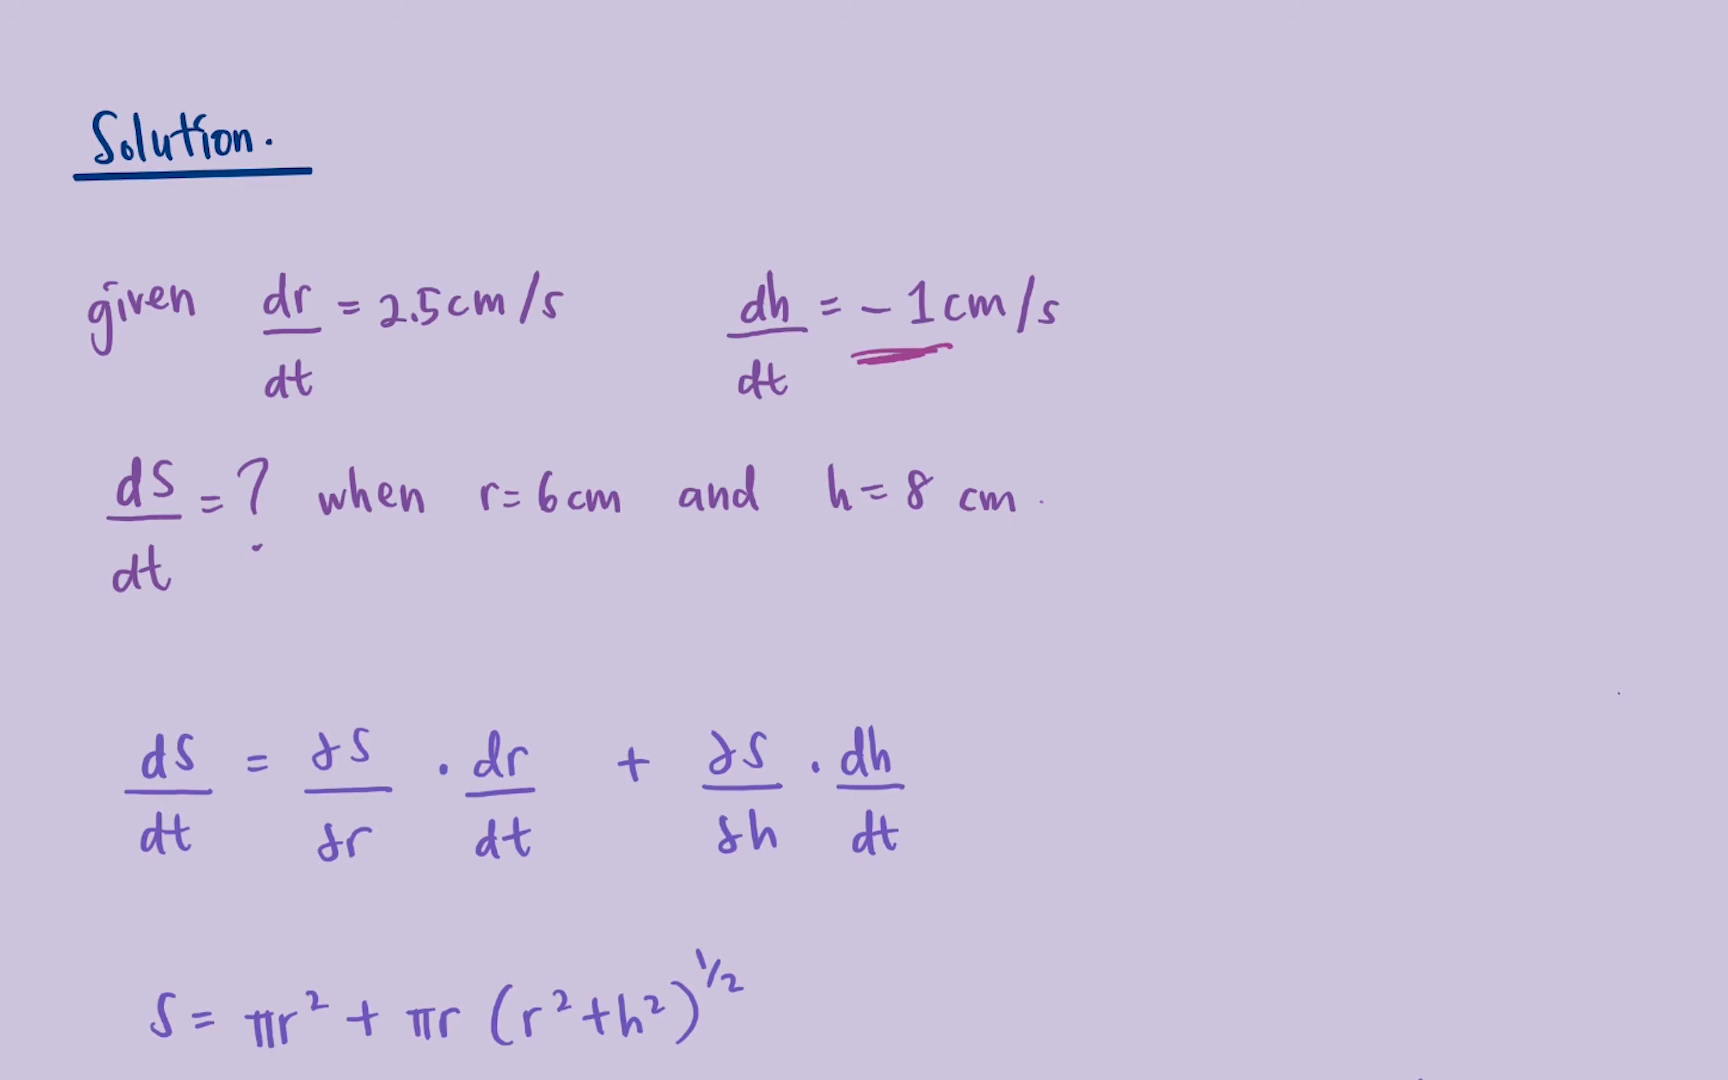 Solution.
given dr/dt = 2.5cm/s dh/dt = -1cm/s
dS/dt = ? when r=6cm and h=8 cm.
dS/dt = ∂S/∂r · dr/dt + ∂S/∂h · dh/dt
S = πr² + πr (r²+h²)^1/2